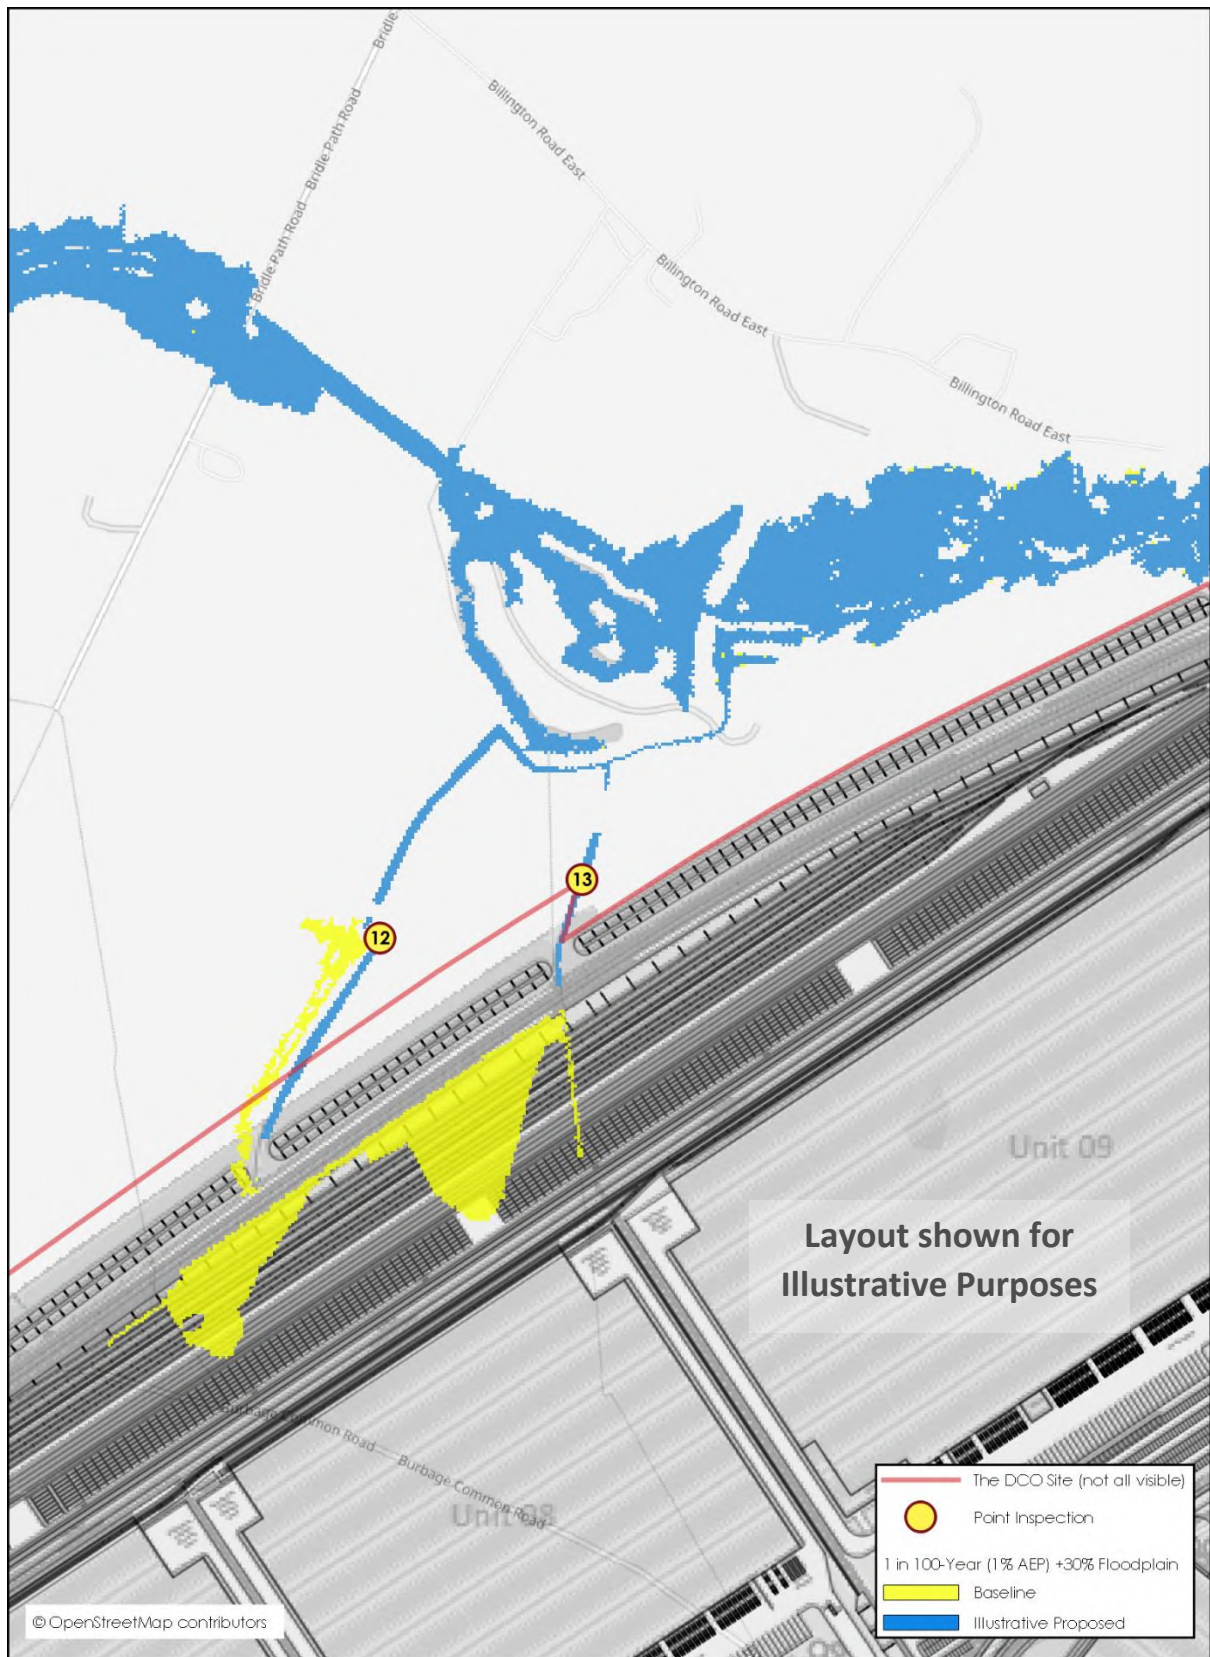 Bridle
Bridle Path Road
Bridle Path Road
Billington Road East
Billington Road East
Billington Road East
13
12
Unit 09
Layout shown for
Illustrative Purposes
Burbage Common Road
Burbage Common Road
The DCO Site (not all visible)
Point Inspection
1 in 100-Year (1% AEP) +30% Floodplain
Baseline
Illustrative Proposed
© OpenStreetMap contributors